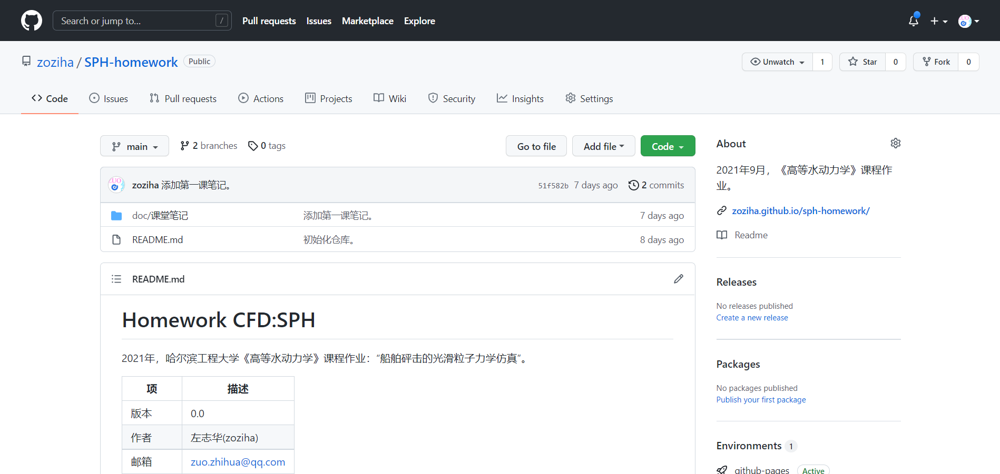 Search or jump to... /
Pull requests Issues Marketplace Explore
zoziha / SPH-homework Public
Unwatch 1 Star 0 Fork 0
Code Issues Pull requests Actions Projects Wiki Security Insights Settings
main 2 branches 0 tags Go to file Add file Code
zoziha 添加第一课笔记。 51f582b 7 days ago 2 commits
doc/课堂笔记 添加第一课笔记。 7 days ago
README.md 初始化仓库。 8 days ago
README.md
Homework CFD:SPH
2021年，哈尔滨工程大学《高等水动力学》课程作业：“船舶砰击的光滑粒子力学仿真”。
项 描述
版本 0.0
作者 左志华(zoziha)
邮箱 zuo.zhihua@qq.com
About
2021年9月，《高等水动力学》课程作
业。
zoziha.github.io/sph-homework/
Readme
Releases
No releases published
Create a new release
Packages
No packages published
Publish your first package
Environments 1
github-pages Active